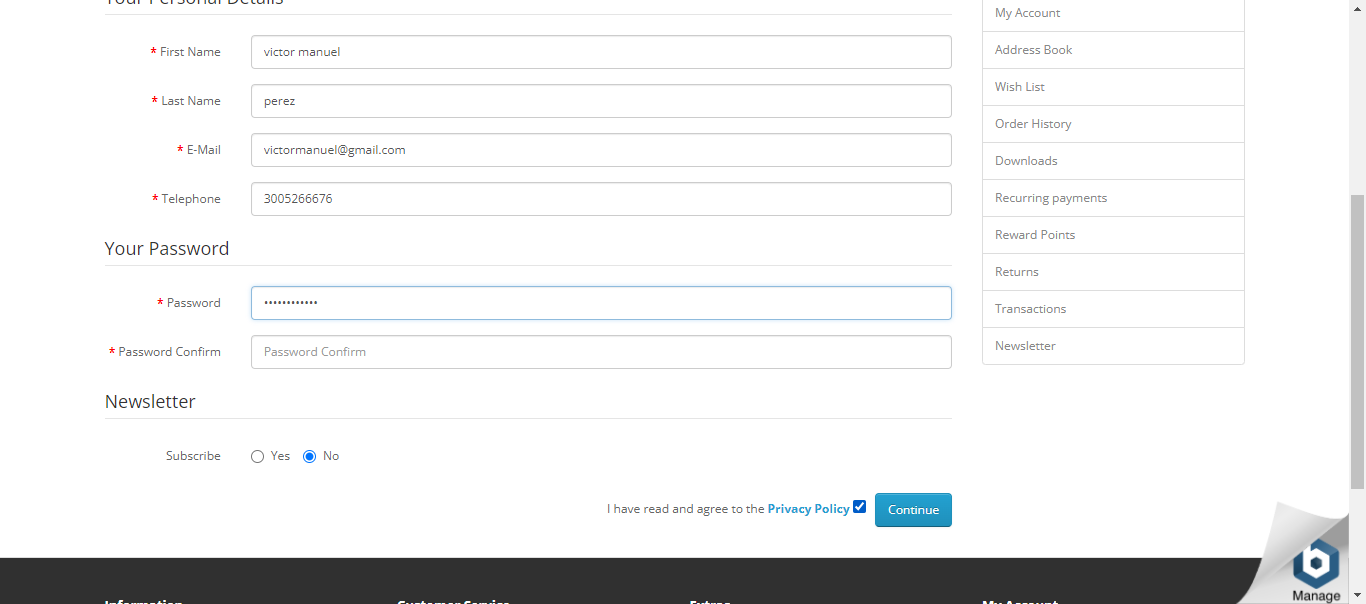 Your Personal Details
* First Name
victor manuel
* Last Name
perez
* E-Mail
victormanuel@gmail.com
* Telephone
3005266676
Your Password
* Password
••••••••••••
* Password Confirm
Password Confirm
Newsletter
Subscribe
Yes
No
I have read and agree to the Privacy Policy
Continue
My Account
Address Book
Wish List
Order History
Downloads
Recurring payments
Reward Points
Returns
Transactions
Newsletter
Information
Customer Service
Extras
My Account
b
Manage